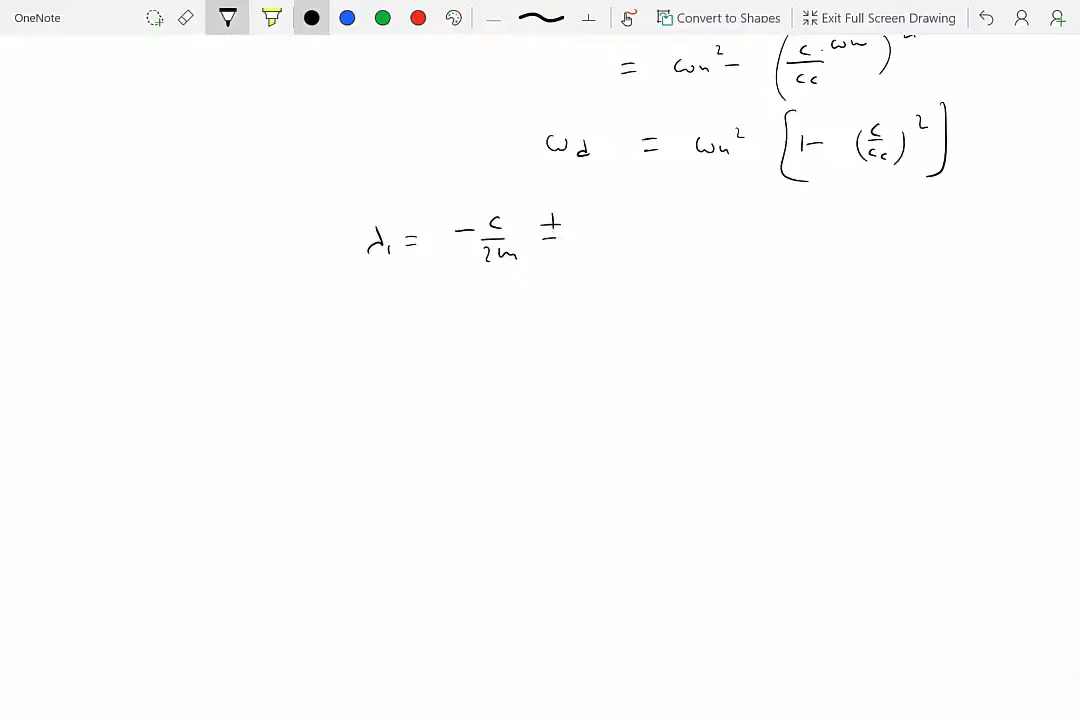 OneNote Convert to Shapes Exit Full Screen Drawing
= ωn² - (c/cc · ωn)²
ωd = ωn² [1 - (c/cc)²]
λ₁ = - c/2m ±